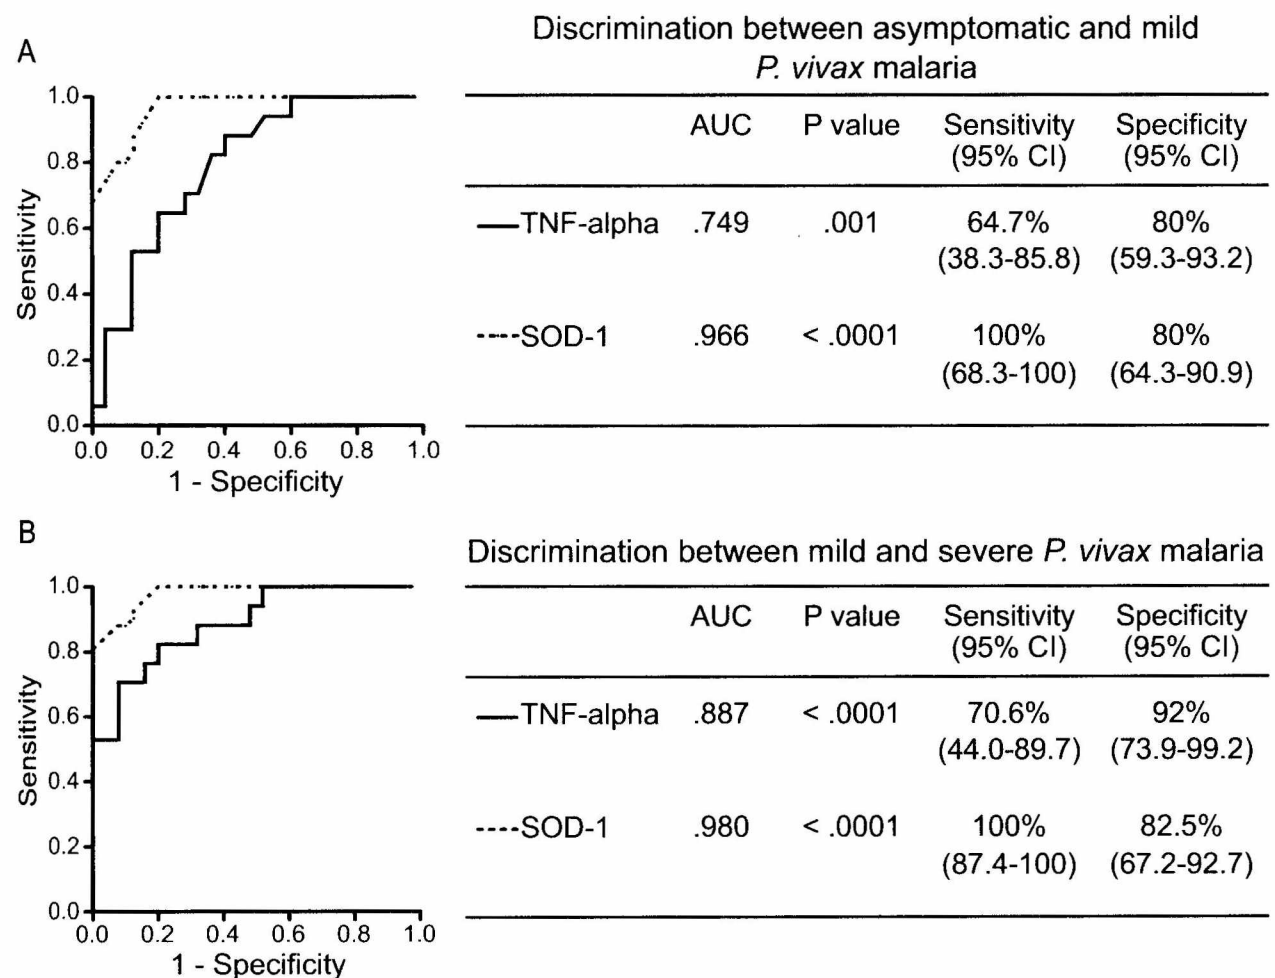 A
Discrimination between asymptomatic and mild
P. vivax malaria
1.0
0.8
0.6
0.4
0.2
0.0
Sensitivity
0.0 0.2 0.4 0.6 0.8 1.0
1 - Specificity
AUC P value Sensitivity Specificity
(95% CI) (95% CI)
TNF-alpha .749 .001 64.7% 80%
(38.3-85.8) (59.3-93.2)
SOD-1 .966 < .0001 100% 80%
(68.3-100) (64.3-90.9)
B
Discrimination between mild and severe P. vivax malaria
1.0
0.8
0.6
0.4
0.2
0.0
Sensitivity
0.0 0.2 0.4 0.6 0.8 1.0
1 - Specificity
AUC P value Sensitivity Specificity
(95% CI) (95% CI)
TNF-alpha .887 < .0001 70.6% 92%
(44.0-89.7) (73.9-99.2)
SOD-1 .980 < .0001 100% 82.5%
(87.4-100) (67.2-92.7)